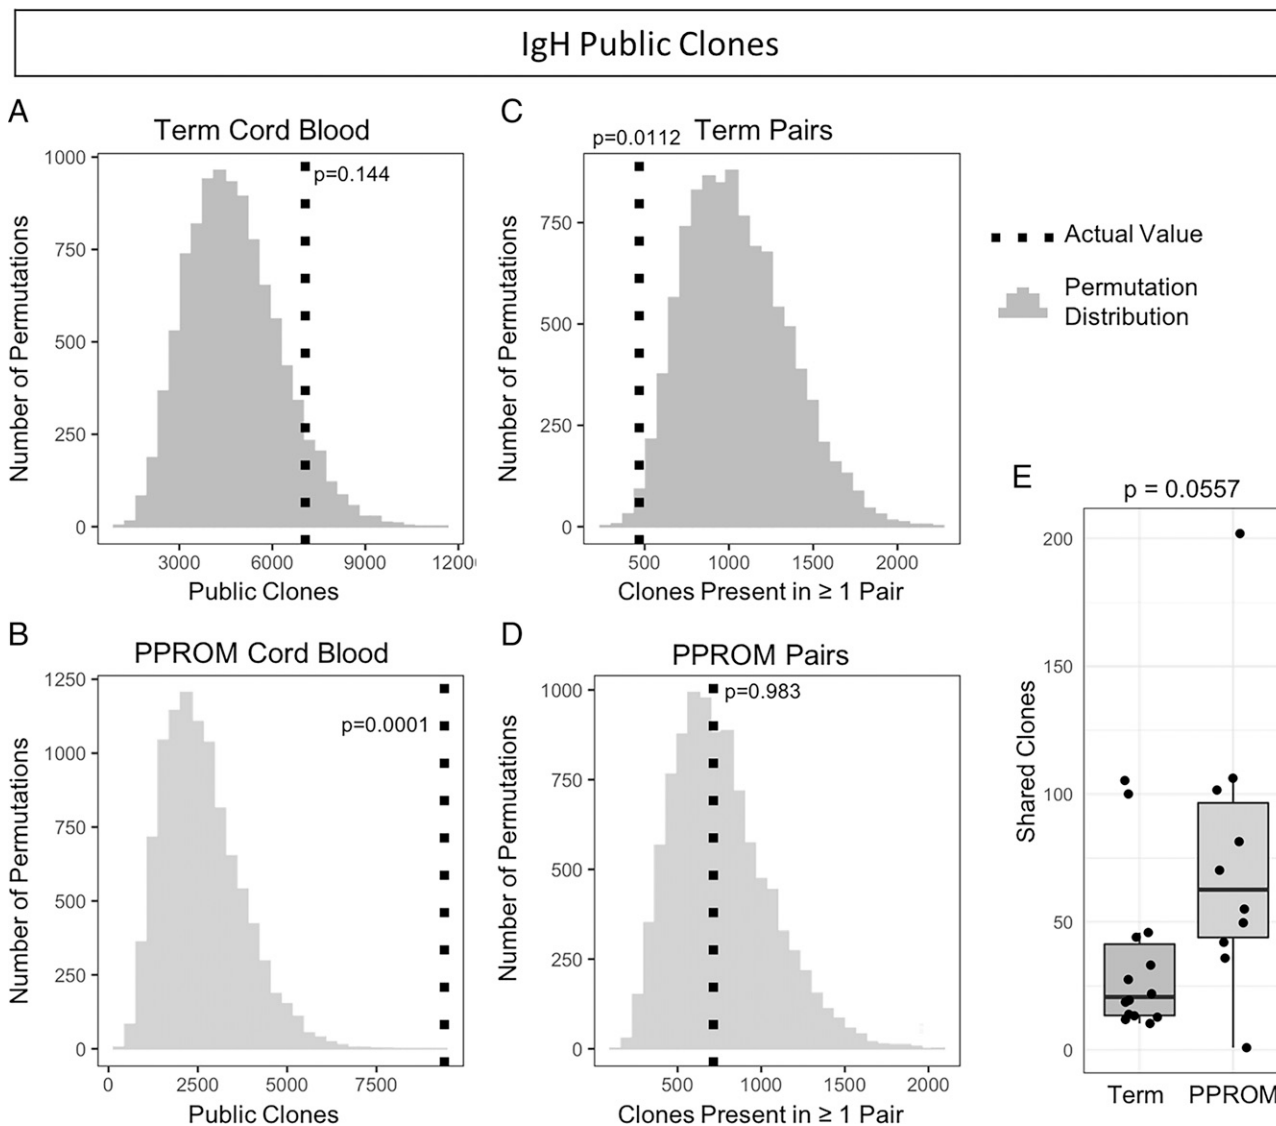 IgH Public Clones
A
Term Cord Blood
p=0.144
Number of Permutations
1000
750
500
250
0
3000
6000
9000
1200
Public Clones
C
Term Pairs
p=0.0112
Number of Permutations
750
500
250
0
500
1000
1500
2000
Clones Present in ≥ 1 Pair
Actual Value
Permutation
Distribution
B
PPROM Cord Blood
p=0.0001
Number of Permutations
1250
1000
750
500
250
0
0
2500
5000
7500
Public Clones
D
PPROM Pairs
p=0.983
Number of Permutations
1000
750
500
250
0
500
1000
1500
2000
Clones Present in ≥ 1 Pair
E
p = 0.0557
Shared Clones
200
150
100
50
0
Term
PPROM